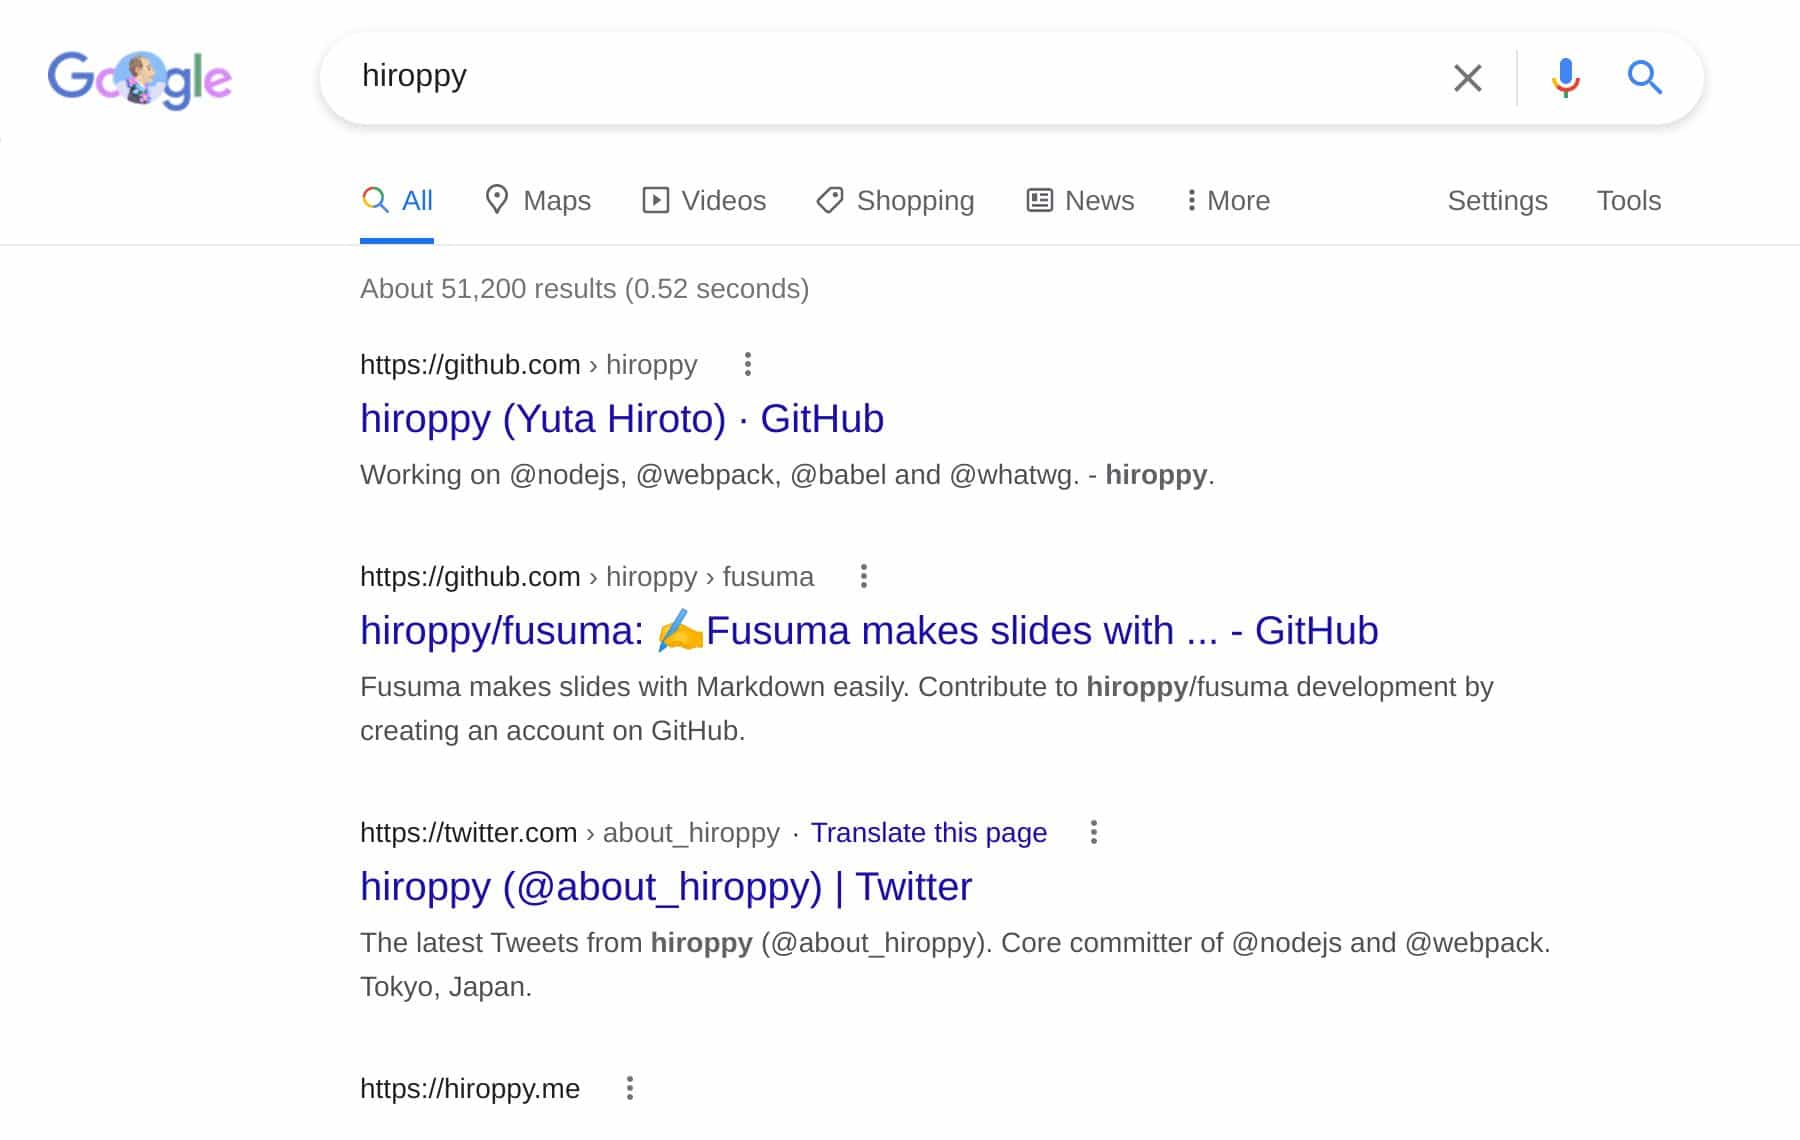 Google
hiroppy
All Maps Videos Shopping News More Settings Tools
About 51,200 results (0.52 seconds)
https://github.com › hiroppy
hiroppy (Yuta Hiroto) · GitHub
Working on @nodejs, @webpack, @babel and @whatwg. - hiroppy.
https://github.com › hiroppy › fusuma
hiroppy/fusuma: ✍Fusuma makes slides with ... - GitHub
Fusuma makes slides with Markdown easily. Contribute to hiroppy/fusuma development by
creating an account on GitHub.
https://twitter.com › about_hiroppy · Translate this page
hiroppy (@about_hiroppy) | Twitter
The latest Tweets from hiroppy (@about_hiroppy). Core committer of @nodejs and @webpack.
Tokyo, Japan.
https://hiroppy.me